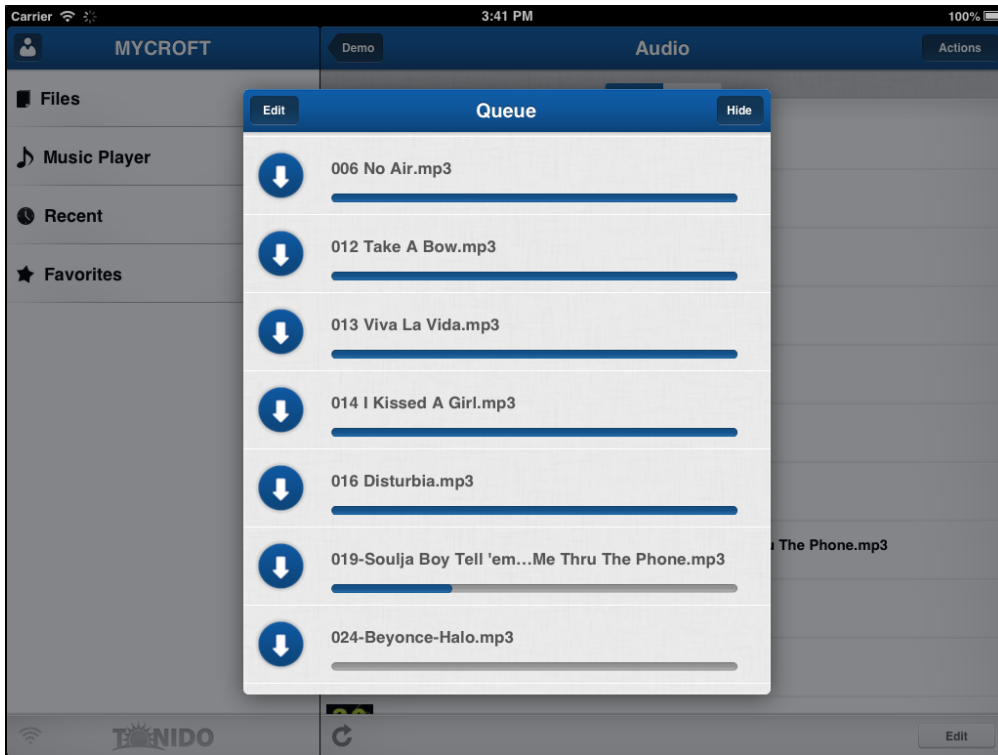 Carrier 3:41 PM 100%
MYCROFT
Demo Audio Actions
Files
Music Player
Recent
Favorites
Edit Queue Hide
006 No Air.mp3
012 Take A Bow.mp3
013 Viva La Vida.mp3
014 I Kissed A Girl.mp3
016 Disturbia.mp3
019-Soulja Boy Tell 'em...Me Thru The Phone.mp3
024-Beyonce-Halo.mp3
The Phone.mp3
TONIDO
Edit